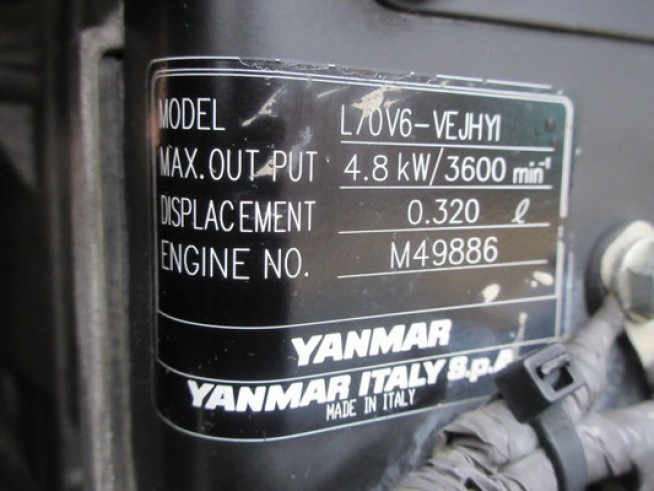 MODEL L70V6-VEJHY1
MAX. OUT PUT 4.8 kW/3600 min⁻¹
DISPLACEMENT 0.320 ℓ
ENGINE NO. M49886
YANMAR
YANMAR ITALY S.p.A
MADE IN ITALY